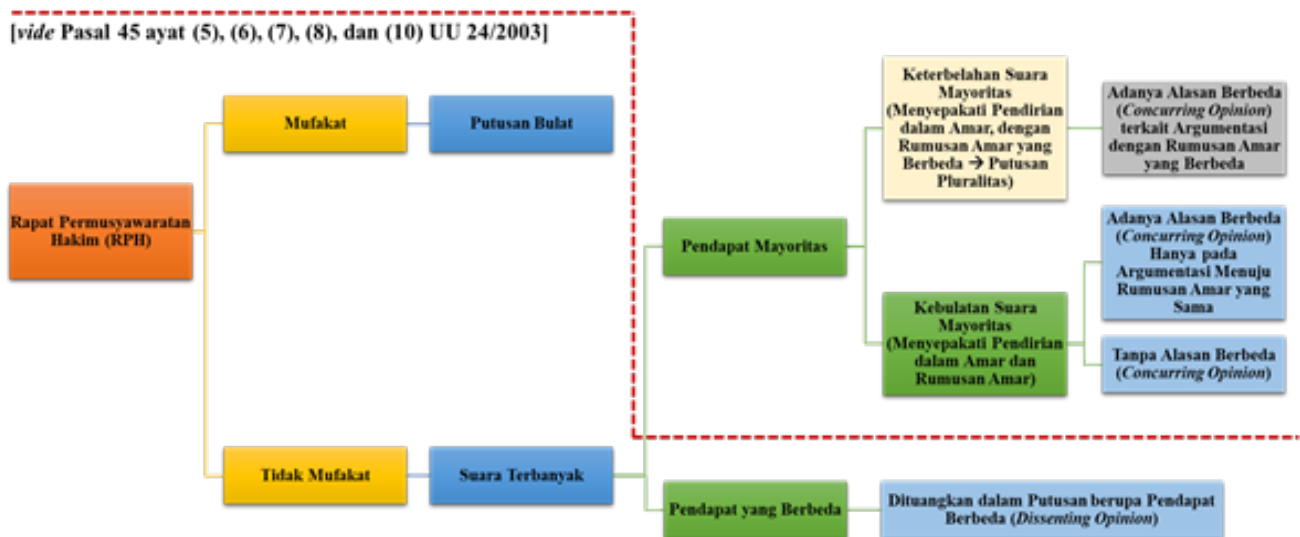 [vide Pasal 45 ayat (5), (6), (7), (8), dan (10) UU 24/2003]
Rapat Permusyawaratan
Hakim (RPH)
Mufakat
Putusan Bulat
Tidak Mufakat
Suara Terbanyak
Pendapat Mayoritas
Keterbelahan Suara
Mayoritas
(Menyepakati Pendirian
dalam Amar, dengan
Rumusan Amar yang
Berbeda → Putusan
Pluralitas)
Adanya Alasan Berbeda
(Concurring Opinion)
terkait Argumentasi
dengan Rumusan Amar
yang Berbeda
Kebulatan Suara
Mayoritas
(Menyepakati Pendirian
dalam Amar dan
Rumusan Amar)
Adanya Alasan Berbeda
(Concurring Opinion)
Hanya pada
Argumentasi Menuju
Rumusan Amar yang
Sama
Tanpa Alasan Berbeda
(Concurring Opinion)
Pendapat yang Berbeda
Dituangkan dalam Putusan berupa Pendapat
Berbeda (Dissenting Opinion)